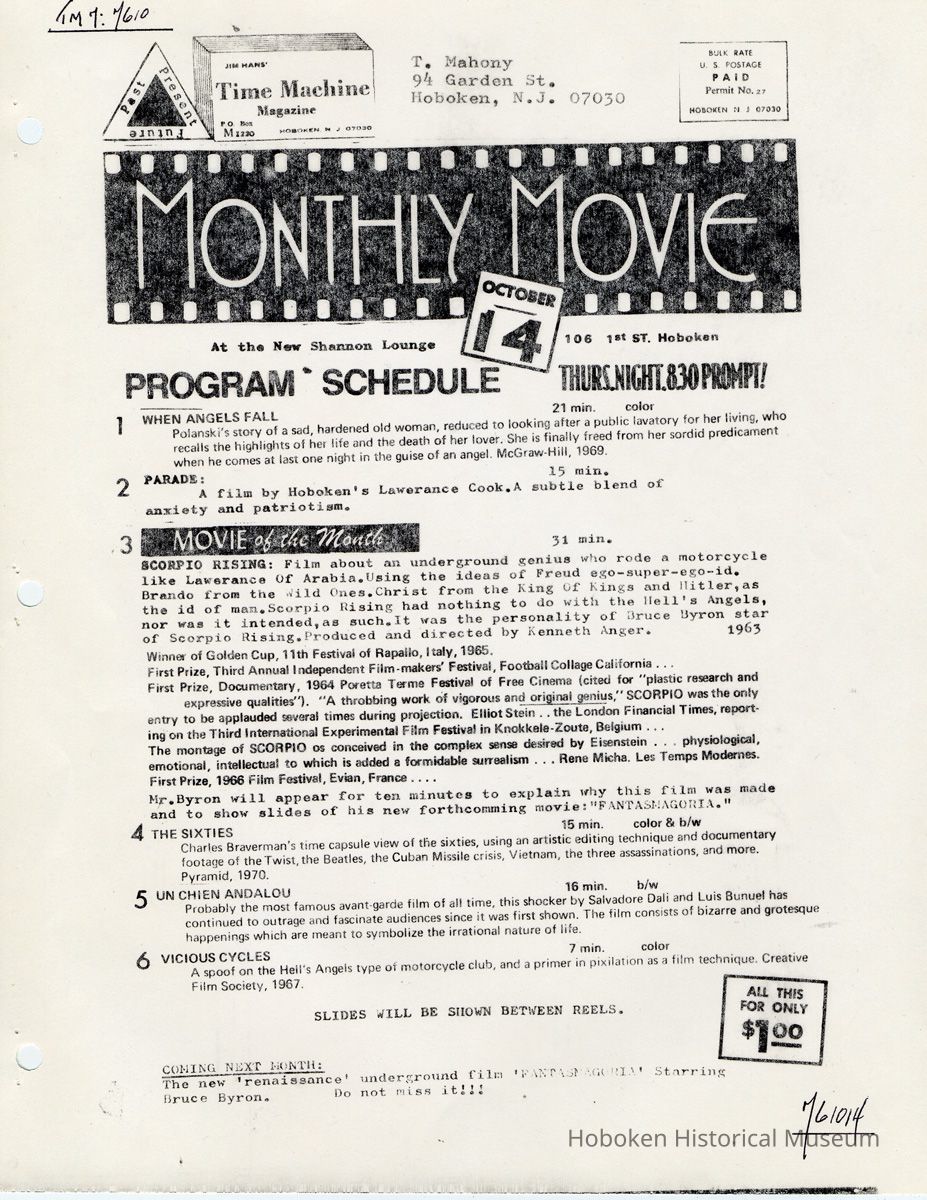 TM 7: 7610
Past
Present
Future
JIM HANS'
Time Machine
Magazine
P.O. Box
M1220 HOBOKEN, N J 07030
T. Mahony
94 Garden St.
Hoboken, N.J. 07030
BULK RATE
U. S. POSTAGE
PAID
Permit No. 27
HOBOKEN N J 07030
MONTHLY MOVIE
OCTOBER
14
At the New Shannon Lounge
106 1st ST. Hoboken
PROGRAM SCHEDULE
THURS.NIGHT.8.30 PROMPT!
1 WHEN ANGELS FALL 21 min. color
Polanski's story of a sad, hardened old woman, reduced to looking after a public lavatory for her living, who
recalls the highlights of her life and the death of her lover. She is finally freed from her sordid predicament
when he comes at last one night in the guise of an angel. McGraw-Hill, 1969.
2 PARADE: 15 min.
A film by Hoboken's Lawerance Cook.A subtle blend of
anxiety and patriotism.
3 MOVIE of the Month 31 min.
SCORPIO RISING: Film about an underground genius who rode a motorcycle
like Lawerance Of Arabia.Using the ideas of Freud ego-super-ego-id.
Brando from the Wild Ones.Christ from the King Of Kings and Hitler,as
the id of man.Scorpio Rising had nothing to do with the Hell's Angels,
nor was it intended,as such.It was the personality of Bruce Byron star
of Scorpio Rising.Produced and directed by Kenneth Anger. 1963
Winner of Golden Cup, 11th Festival of Rapallo, Italy, 1965.
First Prize, Third Annual Independent Film-makers' Festival, Football Collage California . . .
First Prize, Documentary, 1964 Poretta Terme Festival of Free Cinema (cited for "plastic research and
expressive qualities"). "A throbbing work of vigorous and original genius," SCORPIO was the only
entry to be applauded several times during projection. Elliot Stein . . the London Financial Times, report-
ing on the Third International Experimental Film Festival in Knokkele-Zoute, Belgium . . .
The montage of SCORPIO os conceived in the complex sense desired by Eisenstein . . . physiological,
emotional, intellectual to which is added a formidable surrealism . . . Rene Micha. Les Temps Modernes.
First Prize, 1966 Film Festival, Evian, France . . . .
Mr.Byron will appear for ten minutes to explain why this film was made
and to show slides of his new forthcomming movie:"FANTASMAGORIA."
4 THE SIXTIES 15 min. color & b/w
Charles Braverman's time capsule view of the sixties, using an artistic editing technique and documentary
footage of the Twist, the Beatles, the Cuban Missile crisis, Vietnam, the three assassinations, and more.
Pyramid, 1970.
5 UN CHIEN ANDALOU 16 min. b/w
Probably the most famous avant-garde film of all time, this shocker by Salvadore Dali and Luis Bunuel has
continued to outrage and fascinate audiences since it was first shown. The film consists of bizarre and grotesque
happenings which are meant to symbolize the irrational nature of life.
6 VICIOUS CYCLES 7 min. color
A spoof on the Hell's Angels type of motorcycle club, and a primer in pixilation as a film technique. Creative
Film Society, 1967.
SLIDES WILL BE SHOWN BETWEEN REELS.
ALL THIS
FOR ONLY
$1.00
COMING NEXT MONTH:
The new 'renaissance' underground film 'FANTASMAGORIA' Starring
Bruce Byron. Do not miss it!!!
761014
Hoboken Historical Museum